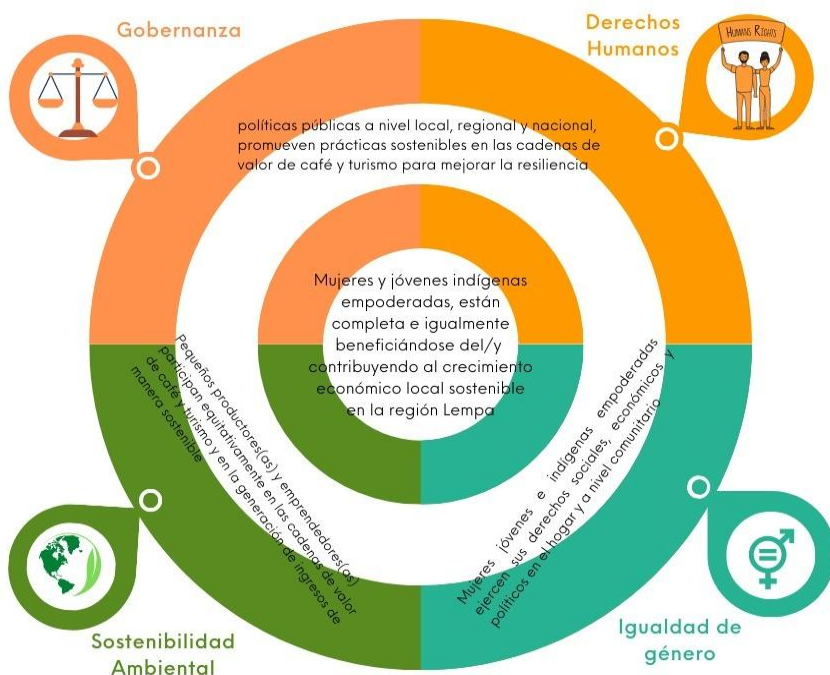 Gobernanza
Derechos
Humanos
HUMANS RIGHTS
políticas públicas a nivel local, regional y nacional,
promueven prácticas sostenibles en las cadenas de
valor de café y turismo para mejorar la resiliencia
Mujeres y jóvenes indígenas
empoderadas, están
completa e igualmente
beneficiándose del/y
contribuyendo al crecimiento
económico local sostenible
en la región Lempa
Pequeños productores(as) y emprendedores(as)
participan equitativamente en las cadenas de valor
de café y turismo y en la generación de ingresos de
manera sostenible
Mujeres jóvenes e indígenas empoderadas
ejercen sus derechos sociales, económicos y
políticos en el hogar y a nivel comunitario
Sostenibilidad
Ambiental
Igualdad de
género